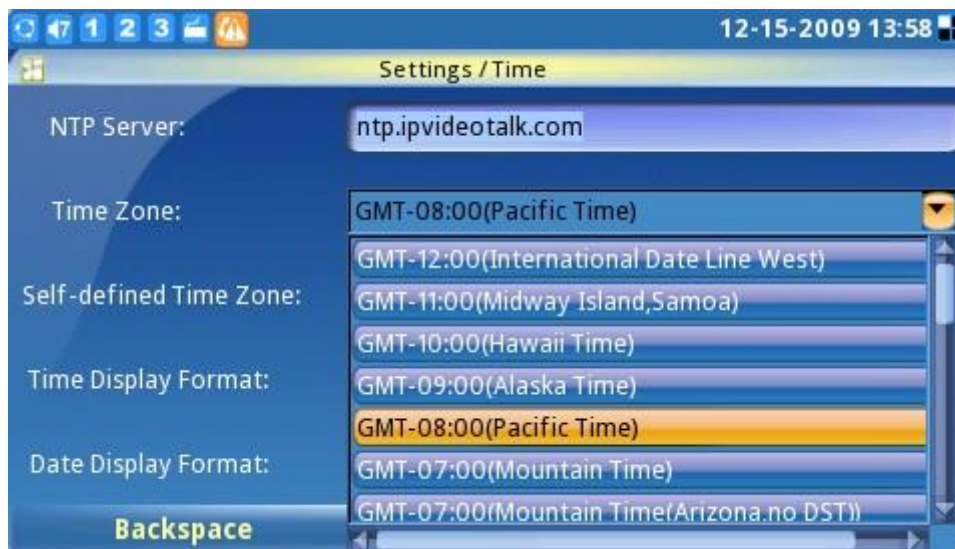 7 1 2 3 12-15-2009 13:58
Settings / Time
NTP Server: ntp.ipvideotalk.com
Time Zone: GMT-08:00(Pacific Time)
GMT-12:00(International Date Line West)
Self-defined Time Zone: GMT-11:00(Midway Island,Samoa)
GMT-10:00(Hawaii Time)
Time Display Format: GMT-09:00(Alaska Time)
GMT-08:00(Pacific Time)
Date Display Format: GMT-07:00(Mountain Time)
GMT-07:00(Mountain Time(Arizona.no DST))
Backspace